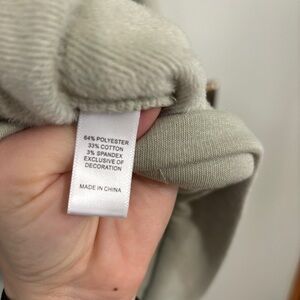 64% POLYESTER
33% COTTON
3% SPANDEX
EXCLUSIVE OF
DECORATION
MADE IN CHINA